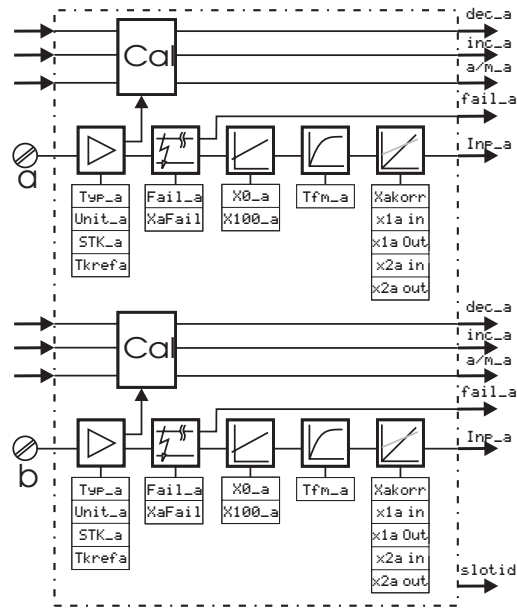 dec_a
inc_a
Cal
a/m_a
fail_a
Inp_a
a
Typ_a Fail_a X0_a Tfm_a Xakorr
Unit_a XaFail X100_a x1a in
STK_a x1a Out
Tkrefa x2a in
x2a out
dec_a
inc_a
Cal
a/m_a
fail_a
Inp_a
b
Typ_a Fail_a X0_a Tfm_a Xakorr
Unit_a XaFail X100_a x1a in
STK_a x1a Out
Tkrefa x2a in
slotid
x2a out